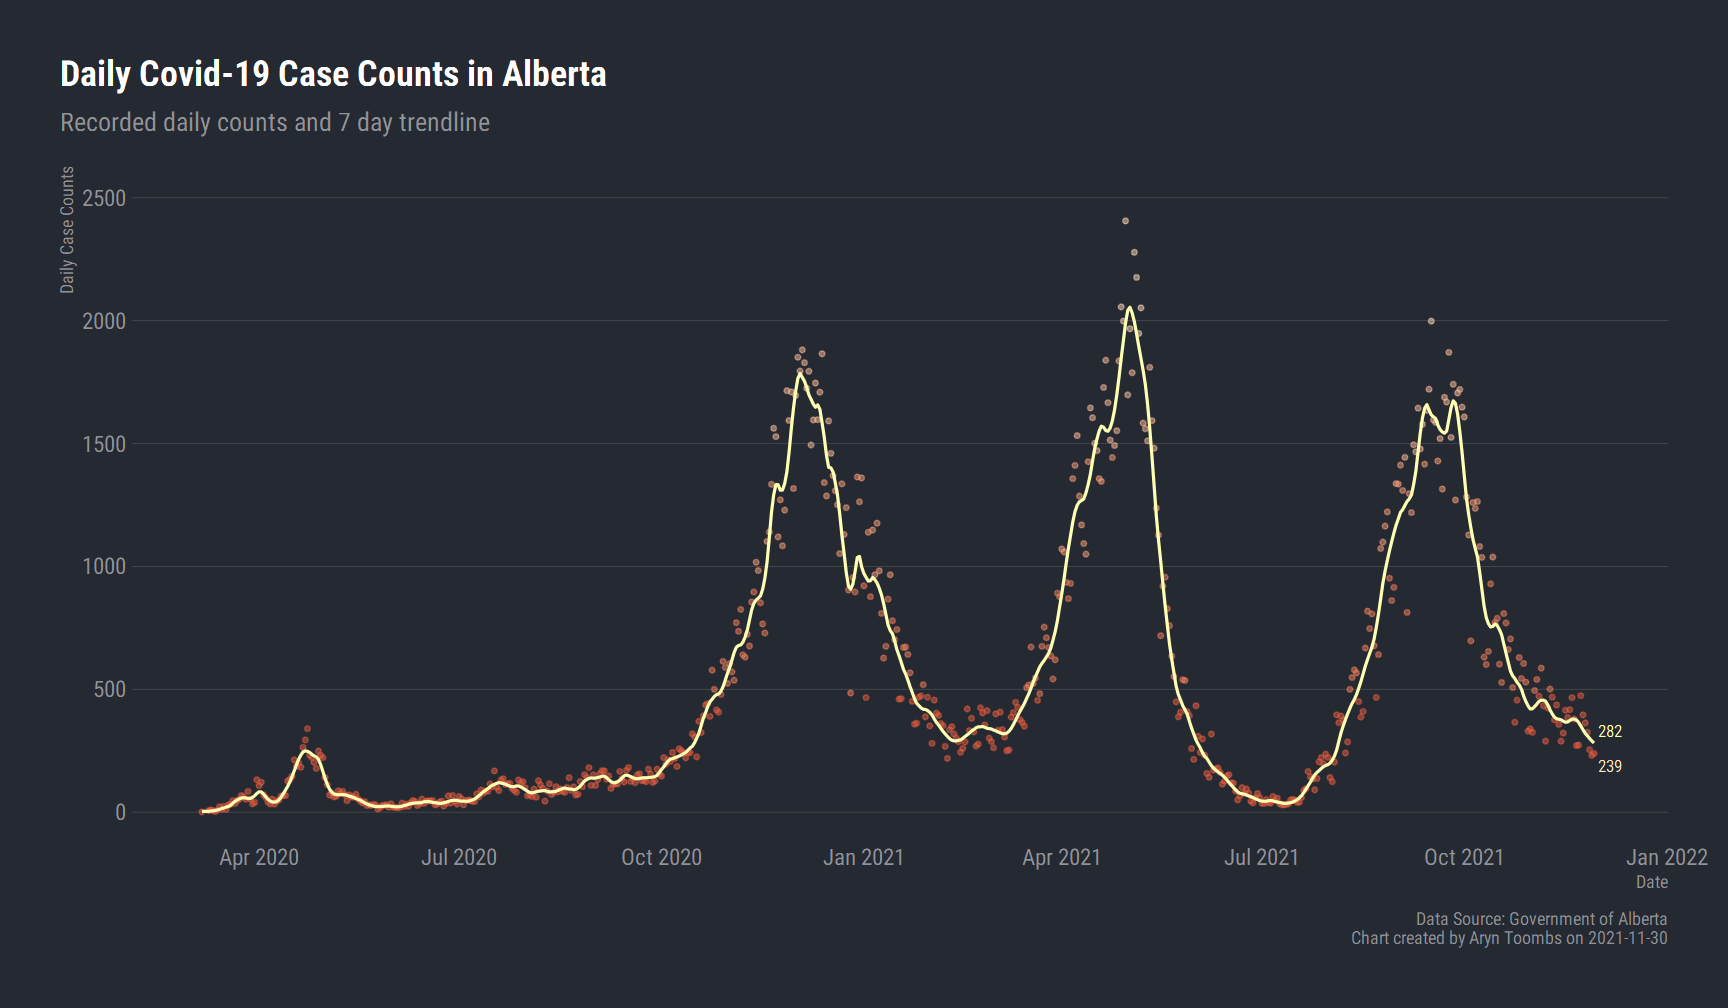 Daily Covid-19 Case Counts in Alberta
Recorded daily counts and 7 day trendline
Daily Case Counts
2500
2000
1500
1000
500
0
282
239
Apr 2020 Jul 2020 Oct 2020 Jan 2021 Apr 2021 Jul 2021 Oct 2021 Jan 2022
Date
Data Source: Government of Alberta
Chart created by Aryn Toombs on 2021-11-30